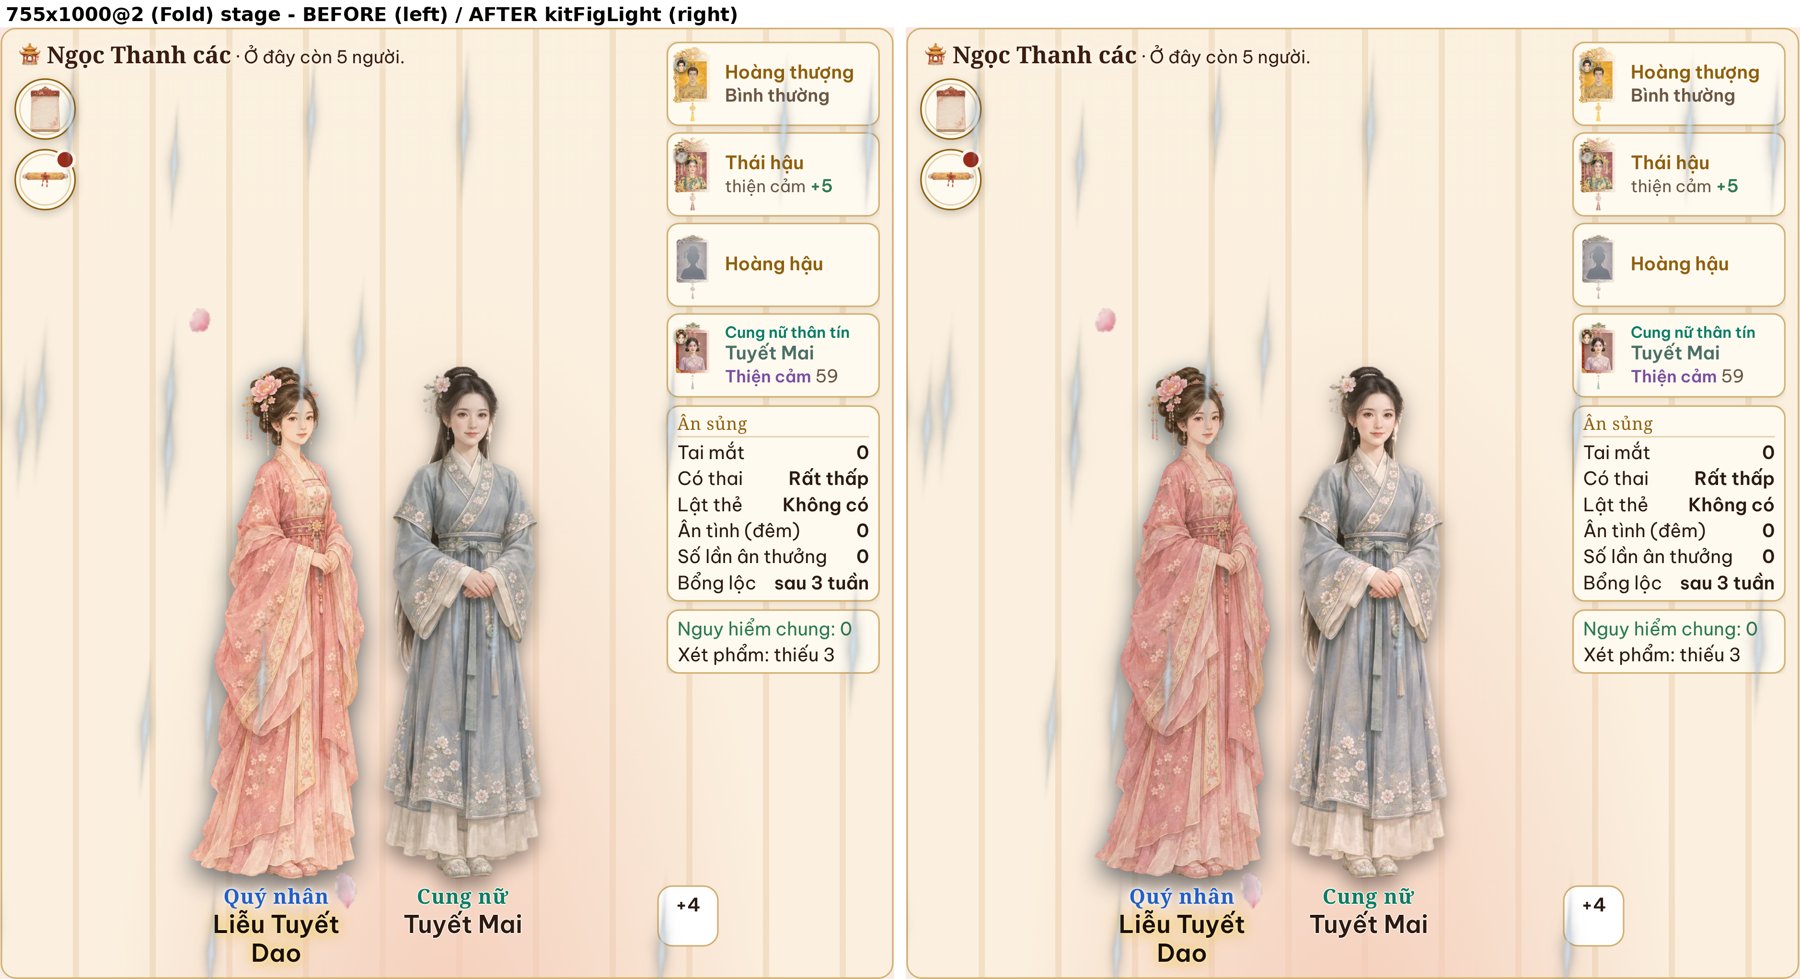 755x1000@2 (Fold) stage - BEFORE (left) / AFTER kitFigLight (right)
Ngọc Thanh các · Ở đây còn 5 người.
Hoàng thượng
Bình thường
Thái hậu
thiện cảm +5
Hoàng hậu
Cung nữ thân tín
Tuyết Mai
Thiện cảm 59
Ân sủng
Tai mắt 0
Có thai Rất thấp
Lật thẻ Không có
Ân tình (đêm) 0
Số lần ân thưởng 0
Bổng lộc sau 3 tuần
Nguy hiểm chung: 0
Xét phẩm: thiếu 3
Quý nhân
Liễu Tuyết
Dao
Cung nữ
Tuyết Mai
+4
Ngọc Thanh các · Ở đây còn 5 người.
Hoàng thượng
Bình thường
Thái hậu
thiện cảm +5
Hoàng hậu
Cung nữ thân tín
Tuyết Mai
Thiện cảm 59
Ân sủng
Tai mắt 0
Có thai Rất thấp
Lật thẻ Không có
Ân tình (đêm) 0
Số lần ân thưởng 0
Bổng lộc sau 3 tuần
Nguy hiểm chung: 0
Xét phẩm: thiếu 3
Quý nhân
Liễu Tuyết
Dao
Cung nữ
Tuyết Mai
+4